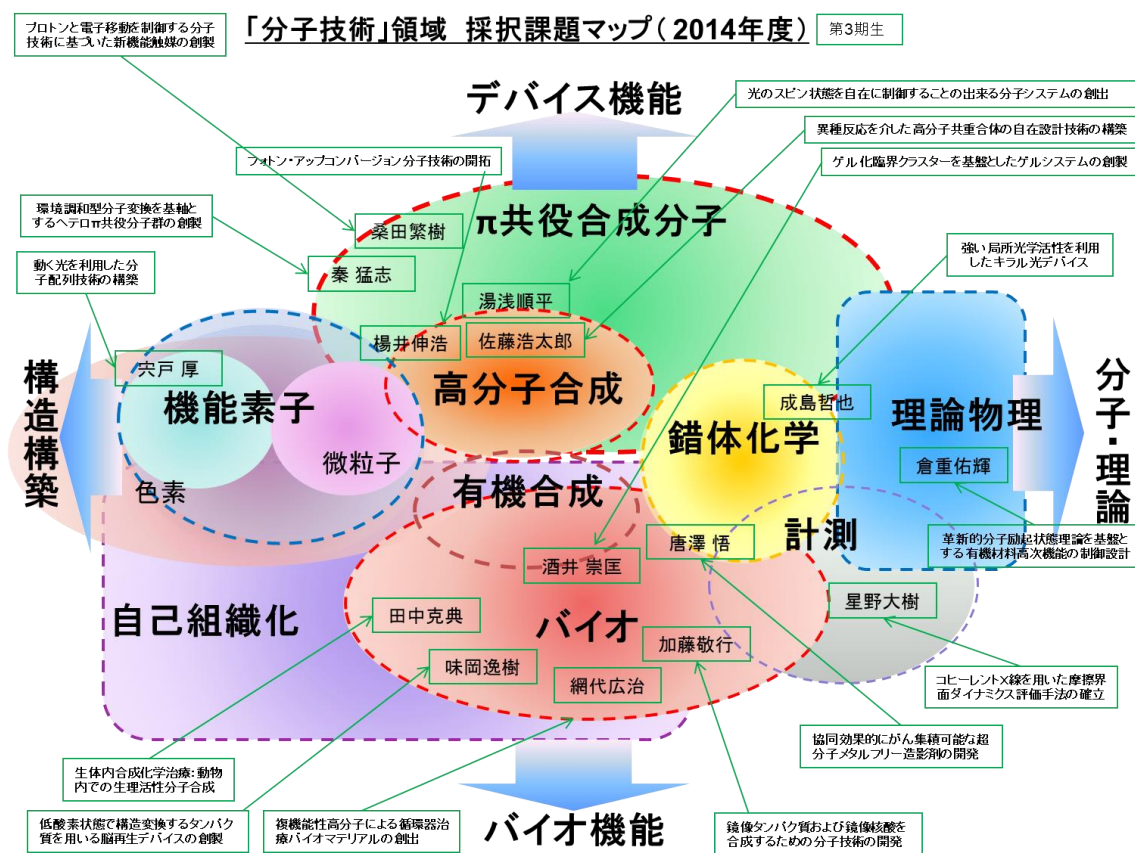 「分子技術」領域 採択課題マップ(2014年度)
第3期生
プロトンと電子移動を制御する分子
技術に基づいた新機能触媒の創製
デバイス機能
光のスピン状態を自在に制御することの出来る分子システムの創出
異種反応を介した高分子共重合体の自在設計技術の構築
フォトン・アップコンバージョン分子技術の開拓
ゲル化臨界クラスターを基盤としたゲルシステムの創製
環境調和型分子変換を基軸と
するヘテロπ共役分子群の創製
桑田繁樹
π共役合成分子
強い局所光学活性を利用
したキラル光デバイス
動く光を利用した分
子配列技術の構築
秦 猛志
湯浅順平
楊井伸浩
佐藤浩太郎
宍戸 厚
高分子合成
成島哲也
構造構築
機能素子
錯体化学
理論物理
分子・理論
微粒子
倉重佑輝
色素
有機合成
計測
唐澤 悟
革新的分子励起状態理論を基盤と
する有機材料高次機能の制御設計
酒井 崇匡
自己組織化
田中克典
バイオ
星野大樹
加藤敬行
味岡逸樹
網代広治
コヒーレントX線を用いた摩擦界
面ダイナミクス評価手法の確立
協同効果的にがん集積可能な超
分子メタルフリー造影剤の開発
生体内合成化学治療:動物
内での生理活性分子合成
低酸素状態で構造変換するタンパク
質を用いる脳再生デバイスの創製
複機能性高分子による循環器治
療バイオマテリアルの創出
バイオ機能
鏡像タンパク質および鏡像核酸を
合成するための分子技術の開発